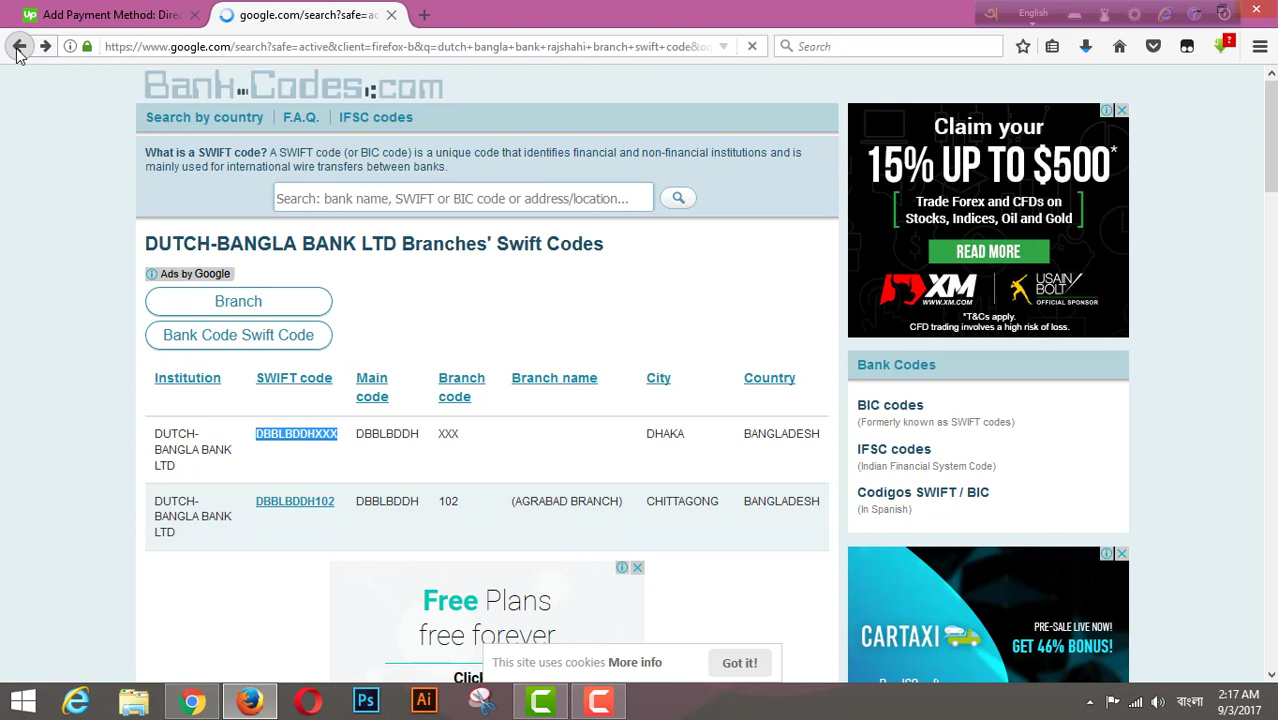 Add Payment Method: Direc
google.com/search?safe=ac
English
https://www.google.com/search?safe=active&client=firefox-b&q=dutch+bangla+bank+rajshahi+branch+swift+code&oq
Search
?
Bank-Codes.com
Search by country
F.A.Q.
IFSC codes
What is a SWIFT code? A SWIFT code (or BIC code) is a unique code that identifies financial and non-financial institutions and is
mainly used for international wire transfers between banks.
Search: bank name, SWIFT or BIC code or address/location...
DUTCH-BANGLA BANK LTD Branches' Swift Codes
Ads by Google
Branch
Bank Code Swift Code
Institution SWIFT code Main code Branch code Branch name City Country
DUTCH-BANGLA BANK LTD DBBLBDDHXXX DBBLBDDH XXX DHAKA BANGLADESH
DUTCH-BANGLA BANK LTD DBBLBDDH102 DBBLBDDH 102 (AGRABAD BRANCH) CHITTAGONG BANGLADESH
Free Plans
free forever
Clic
This site uses cookies More info
Got it!
Claim your
15% UP TO $500*
Trade Forex and CFDs on
Stocks, Indices, Oil and Gold
READ MORE
XM
WWW.XM.COM
USAIN
BOLT
OFFICIAL SPONSOR
*T&Cs apply.
CFD trading involves a high risk of loss.
Bank Codes
BIC codes
(Formerly known as SWIFT codes)
IFSC codes
(Indian Financial System Code)
Codigos SWIFT / BIC
(In Spanish)
CARTAXI
PRE-SALE LIVE NOW!
GET 46% BONUS!
Ps
Ai
বাংলা
2:17 AM
9/3/2017